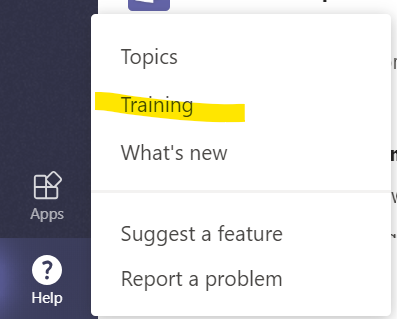 Topics
Training
What's new
Suggest a feature
Report a problem
Apps
Help